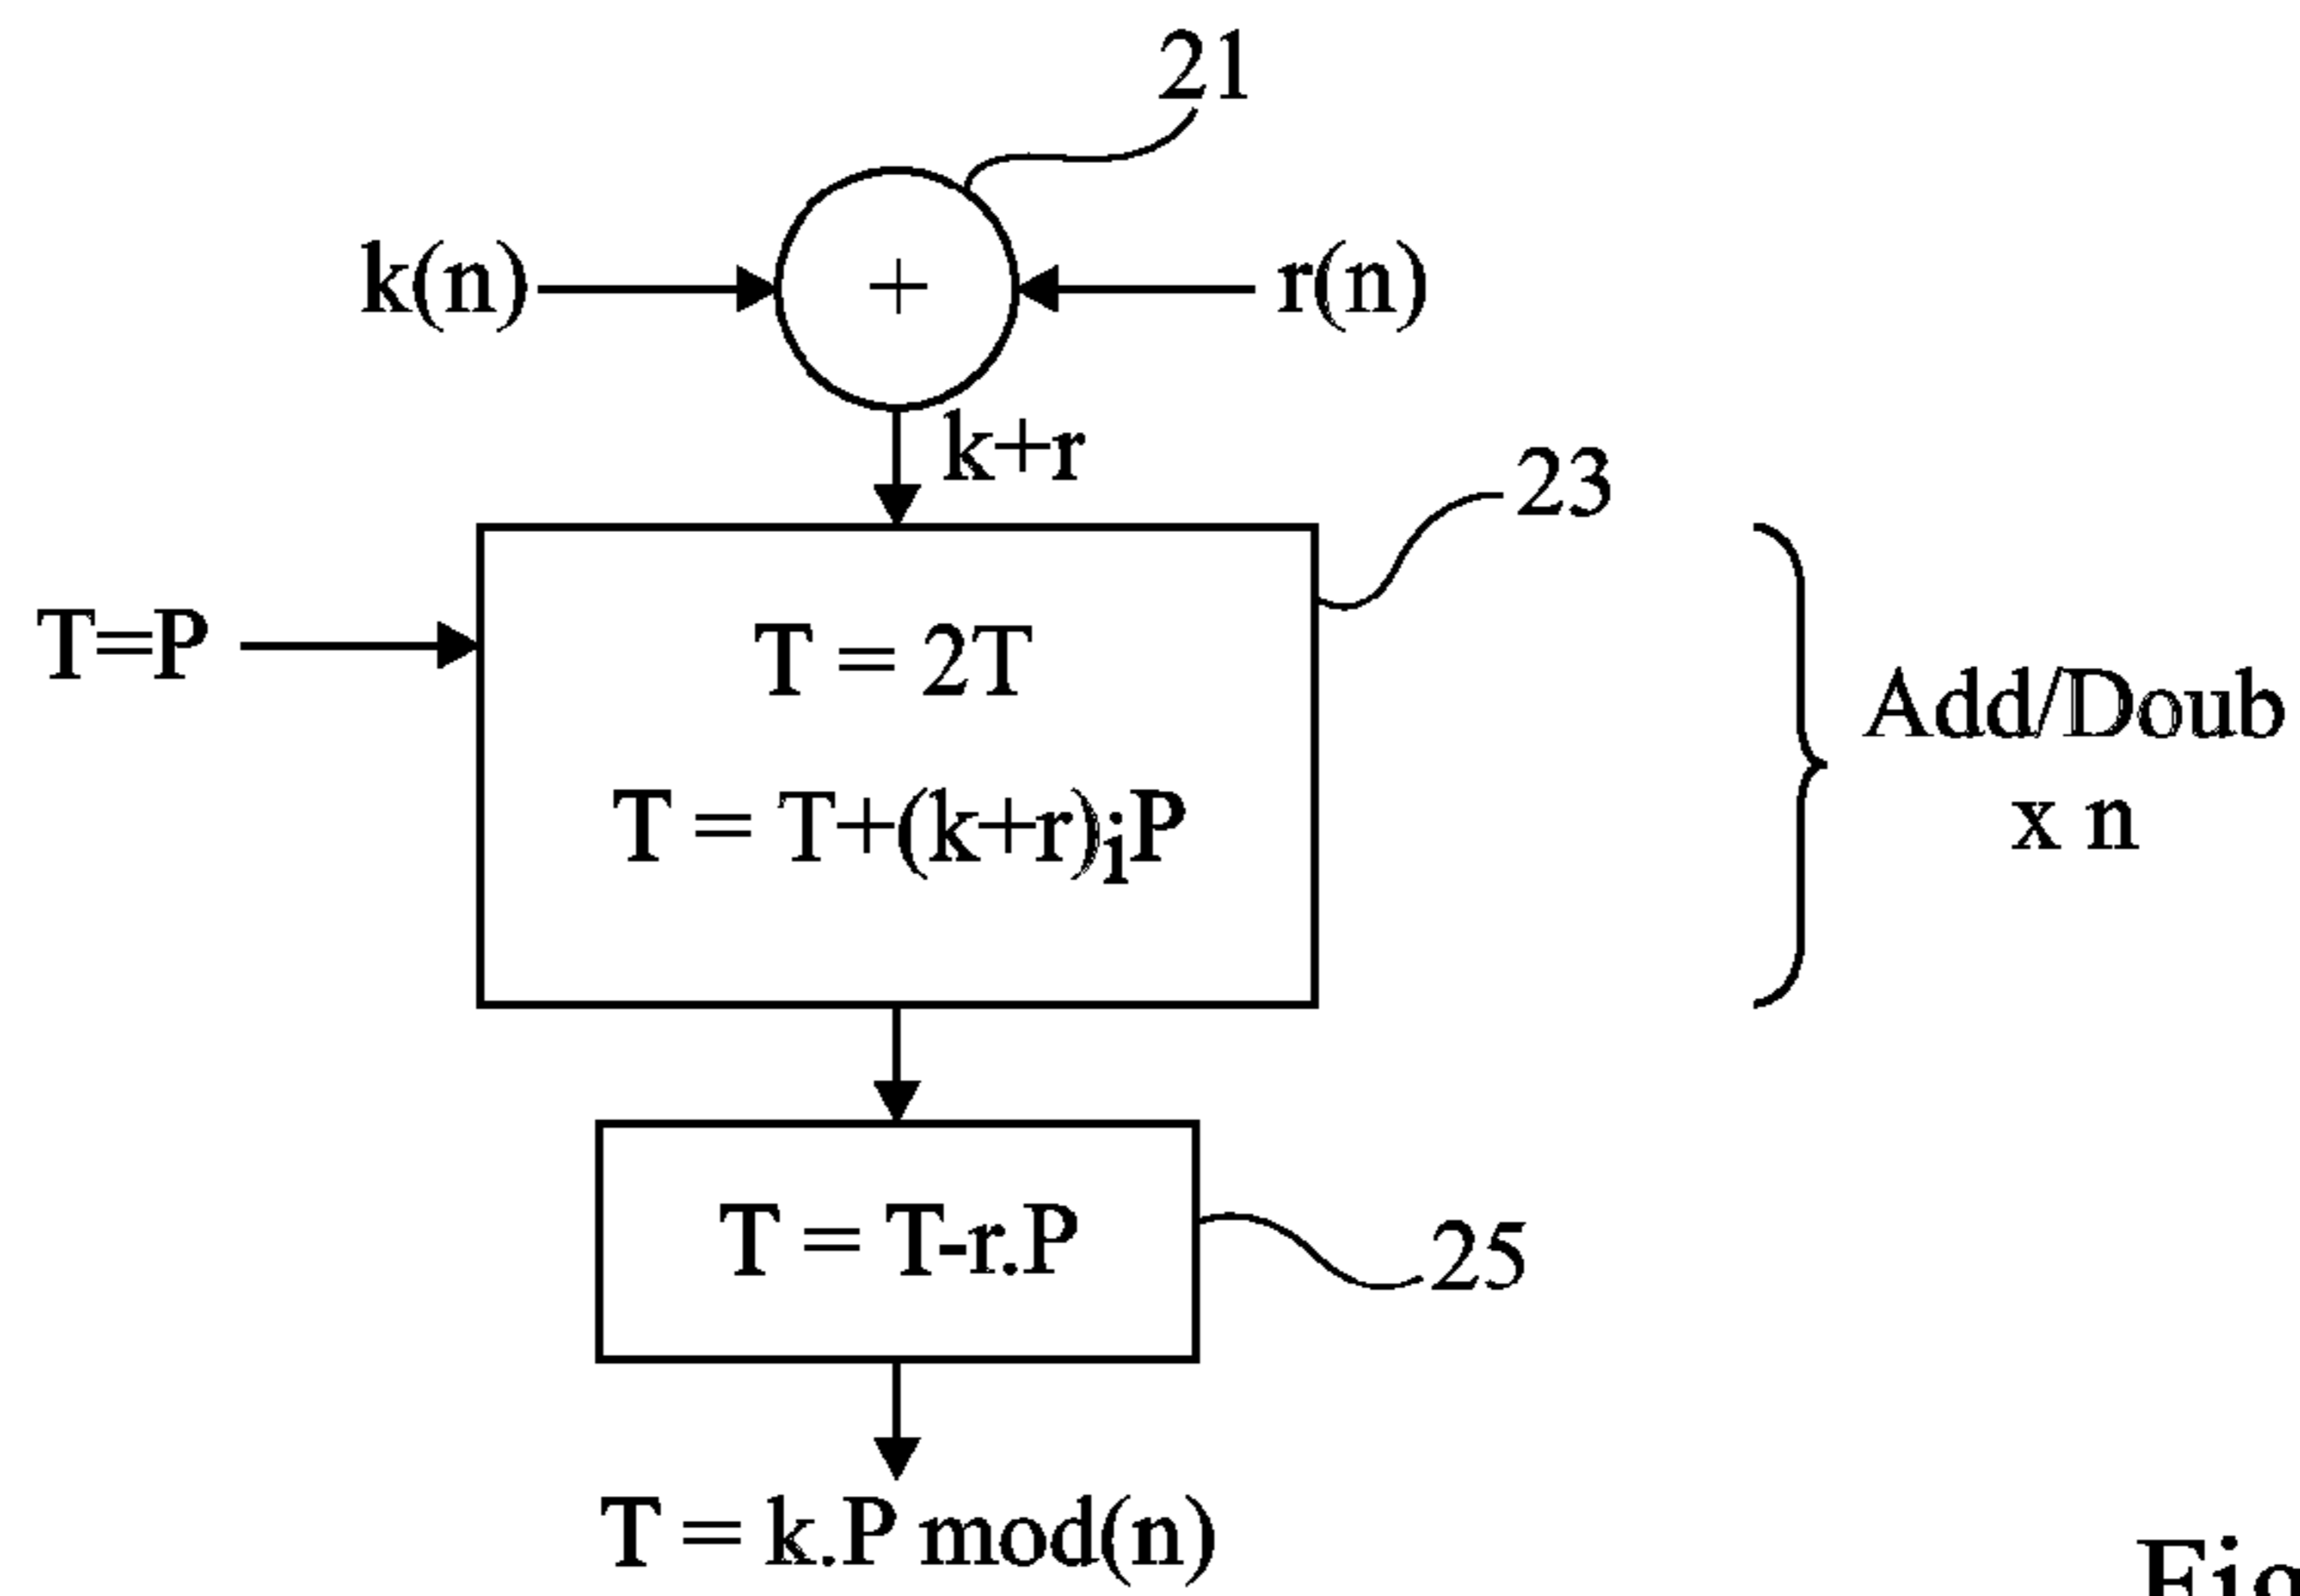 21
k(n)
+
r(n)
k+r
23
T=P
T = 2T
T = T+(k+r)iP
Add/Doub
x n
T = T-r.P
25
T = k.P mod(n)